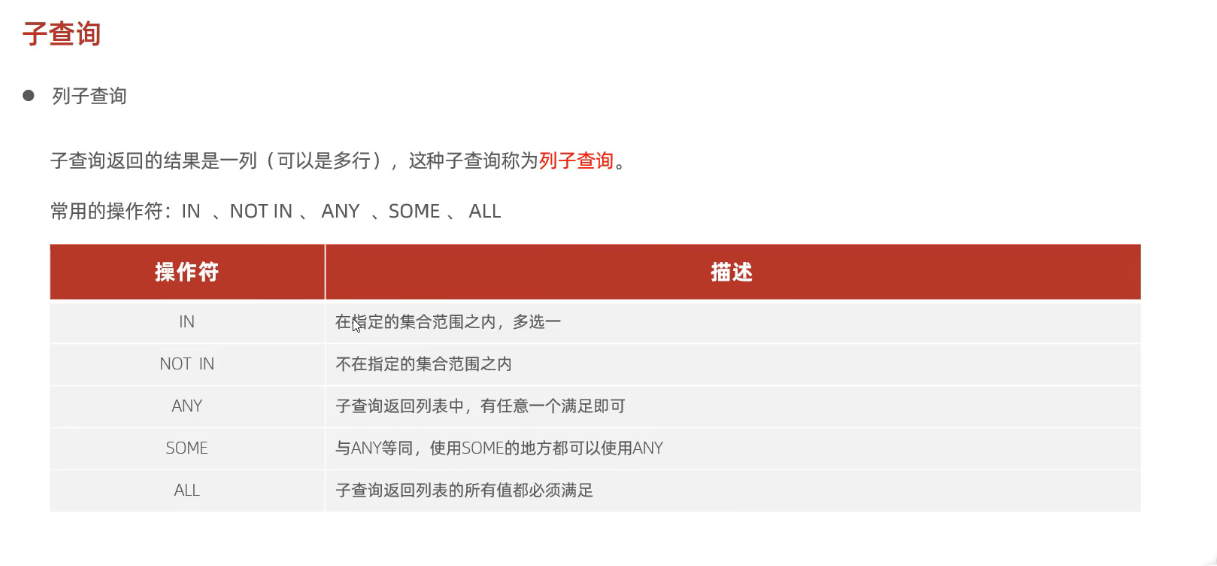 子查询
列子查询
子查询返回的结果是一列（可以是多行），这种子查询称为列子查询。
常用的操作符：IN 、NOT IN 、 ANY 、SOME 、 ALL
操作符 描述
IN 在指定的集合范围之内，多选一
NOT IN 不在指定的集合范围之内
ANY 子查询返回列表中，有任意一个满足即可
SOME 与ANY等同，使用SOME的地方都可以使用ANY
ALL 子查询返回列表的所有值都必须满足